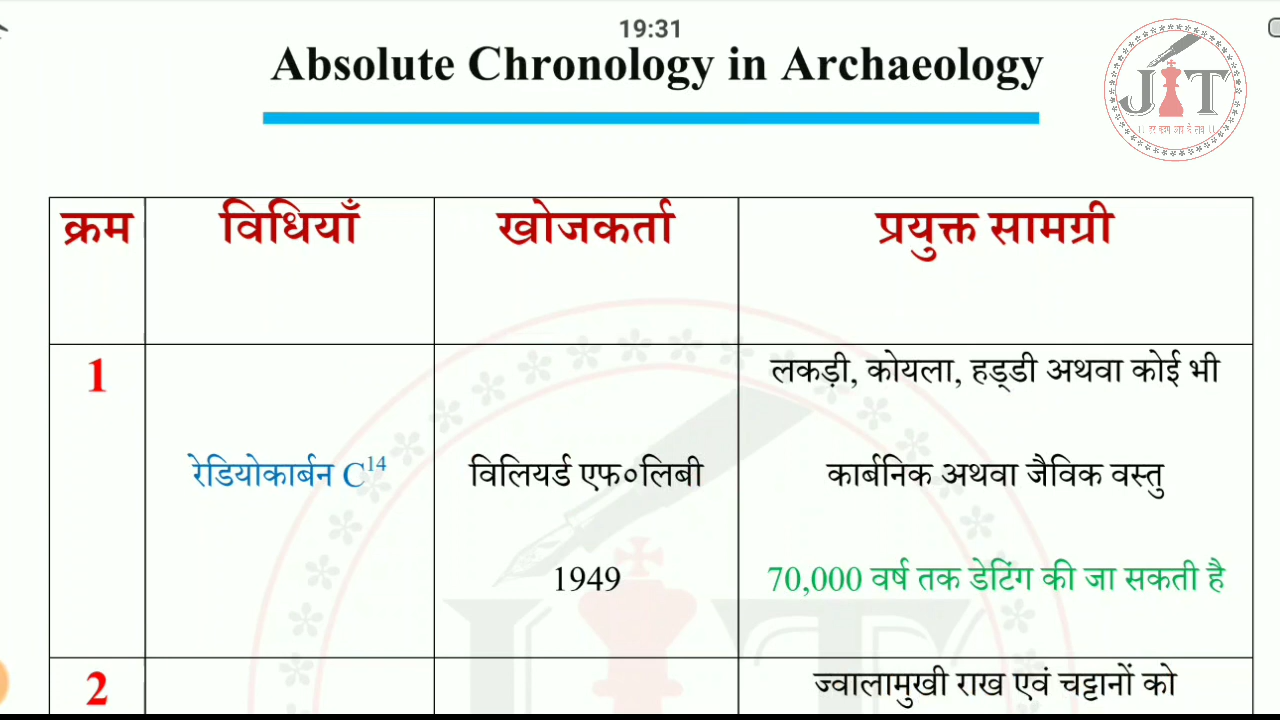 19:31
Absolute Chronology in Archaeology
JIT
क्रम विधियाँ खोजकर्ता प्रयुक्त सामग्री
1 लकड़ी, कोयला, हड्‌डी अथवा कोई भी
रेडियोकार्बन C¹⁴ विलियर्ड एफ०लिबी कार्बनिक अथवा जैविक वस्तु
1949 70,000 वर्ष तक डेटिंग की जा सकती है
2 ज्वालामुखी राख एवं चट्टानों को